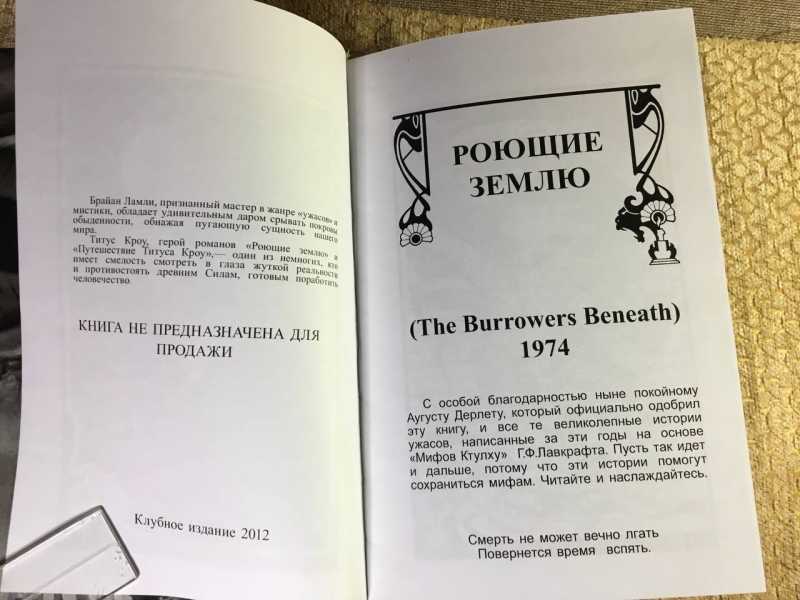 Брайан Ламли, признанный мастер в жанре «ужасов» и
мистики, обладает удивительным даром срывать покровы
обыденности, обнажая пугающую сущность нашего
мира.
Титус Кроу, герой романов «Роющие землю» и
«Путешествие Титуса Кроу»,— один из немногих, кто
имеет смелость смотреть в глаза жуткой реальности
и противостоять древним Силам, готовым поработить
человечество.
КНИГА НЕ ПРЕДНАЗНАЧЕНА ДЛЯ
ПРОДАЖИ
Клубное издание 2012
РОЮЩИЕ
ЗЕМЛЮ
(The Burrowers Beneath)
1974
С особой благодарностью ныне покойному
Аугусту Дерлету, который официально одобрил
эту книгу, и все те великолепные истории
ужасов, написанные за эти годы на основе
«Мифов Ктулху» Г.Ф.Лавкрафта. Пусть так идет
и дальше, потому что эти истории помогут
сохраниться мифам. Читайте и наслаждайтесь.
Смерть не может вечно лгать
Повернется время вспять.